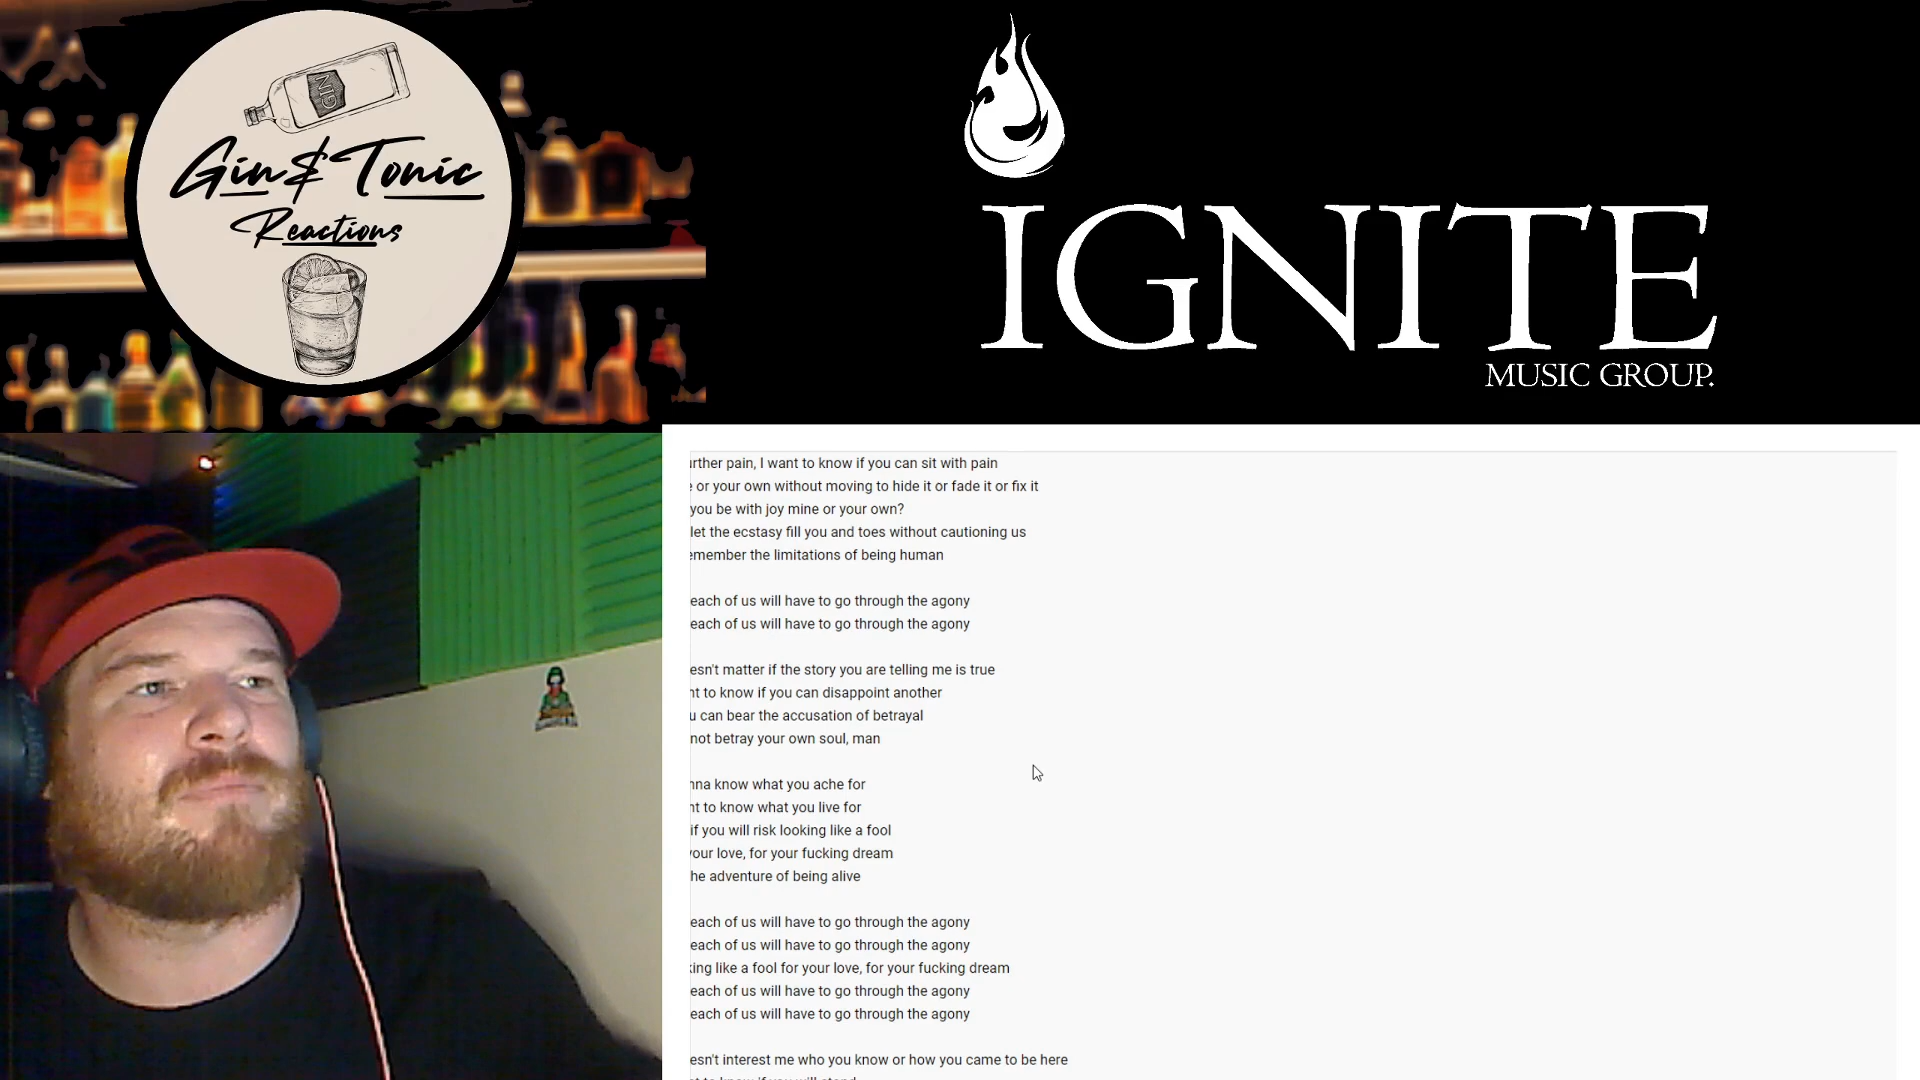 GIN
Gin & Tonic
Reactions
IGNITE
MUSIC GROUP.
rther pain, I want to know if you can sit with pain
or your own without moving to hide it or fade it or fix it
you be with joy mine or your own?
let the ecstasy fill you and toes without cautioning us
emember the limitations of being human
each of us will have to go through the agony
each of us will have to go through the agony
esn't matter if the story you are telling me is true
nt to know if you can disappoint another
u can bear the accusation of betrayal
not betray your own soul, man
nna know what you ache for
nt to know what you live for
if you will risk looking like a fool
your love, for your fucking dream
he adventure of being alive
each of us will have to go through the agony
each of us will have to go through the agony
king like a fool for your love, for your fucking dream
each of us will have to go through the agony
each of us will have to go through the agony
esn't interest me who you know or how you came to be here